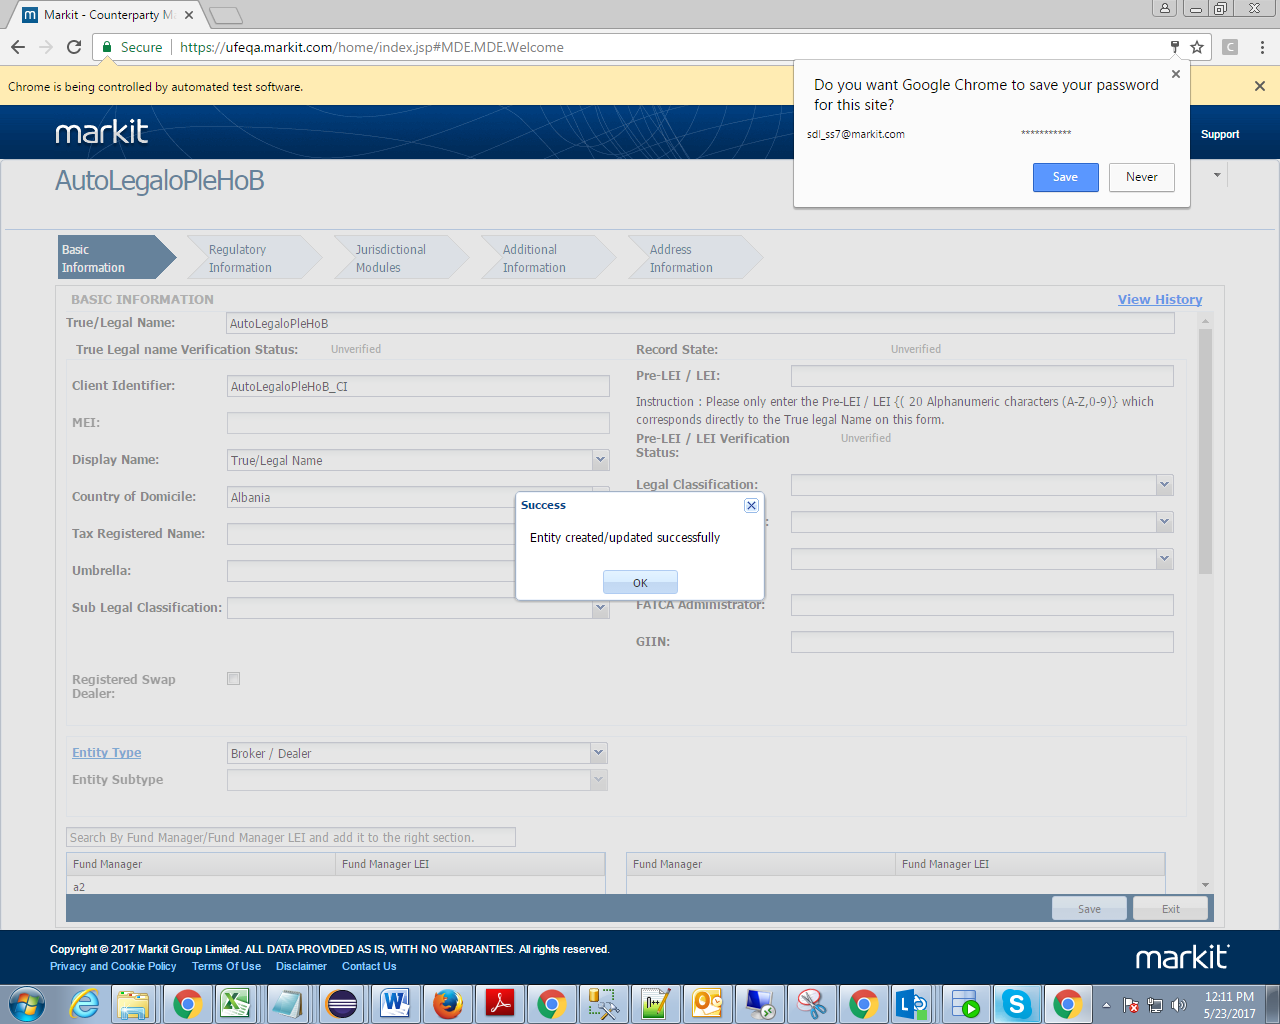 Markit - Counterparty Ma
Secure
https://ufeqa.markit.com/home/index.jsp#MDE.MDE.Welcome
Chrome is being controlled by automated test software.
Do you want Google Chrome to save your password
for this site?
sdl_ss7@markit.com ***********
Save Never
markit
Support
AutoLegaloPleHoB
Basic
Information
Regulatory
Information
Jurisdictional
Modules
Additional
Information
Address
Information
BASIC INFORMATION
View History
True/Legal Name: AutoLegaloPleHoB
True Legal name Verification Status: Unverified
Record State: Unverified
Client Identifier: AutoLegaloPleHoB_CI
Pre-LEI / LEI:
Instruction : Please only enter the Pre-LEI / LEI {( 20 Alphanumeric characters (A-Z,0-9)} which
corresponds directly to the True legal Name on this form.
MEI:
Pre-LEI / LEI Verification
Status:
Unverified
Display Name: True/Legal Name
Legal Classification:
Country of Domicile: Albania
Success
Entity created/updated successfully
OK
Tax Registered Name:
Umbrella:
Sub Legal Classification:
FATCA Administrator:
GIIN:
Registered Swap
Dealer:
Entity Type Broker / Dealer
Entity Subtype
Search By Fund Manager/Fund Manager LEI and add it to the right section.
Fund Manager Fund Manager LEI
a2
Fund Manager Fund Manager LEI
Save Exit
Copyright © 2017 Markit Group Limited. ALL DATA PROVIDED AS IS, WITH NO WARRANTIES. All rights reserved.
Privacy and Cookie Policy Terms Of Use Disclaimer Contact Us
markit
12:11 PM
5/23/2017